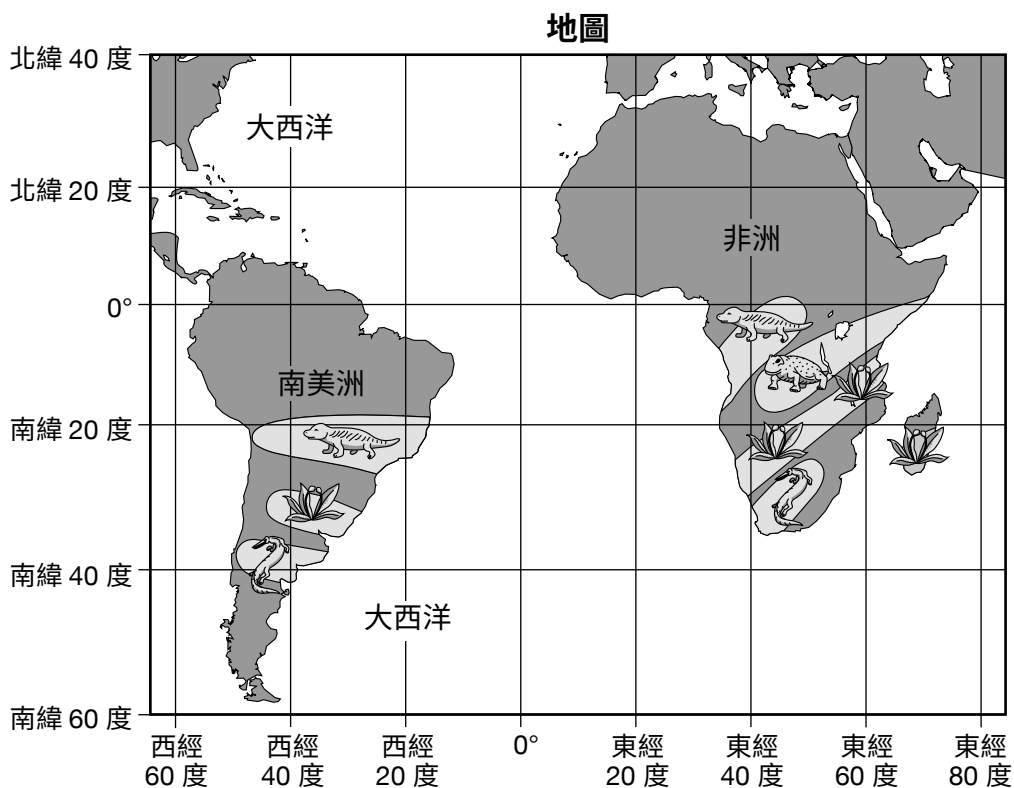 地圖
北緯 40 度
大西洋
北緯 20 度
非洲
0°
南美洲
南緯 20 度
南緯 40 度
大西洋
南緯 60 度
西經
60 度
西經
40 度
西經
20 度
0°
東經
20 度
東經
40 度
東經
60 度
東經
80 度